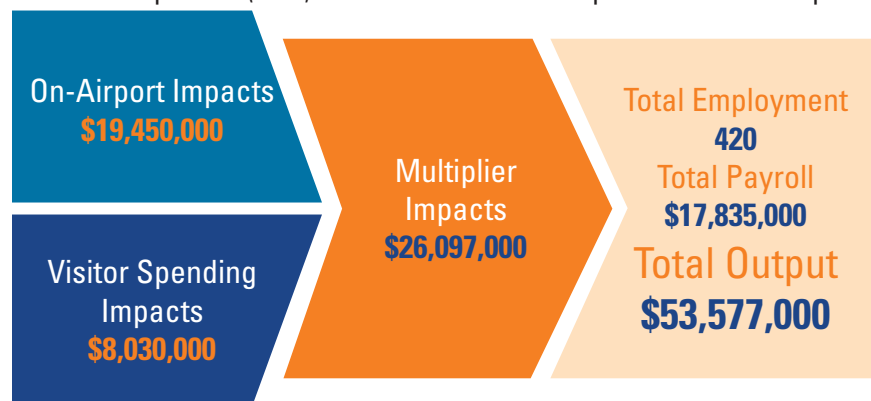 On-Airport Impacts
$19,450,000
Visitor Spending
Impacts
$8,030,000
Multiplier
Impacts
$26,097,000
Total Employment
420
Total Payroll
$17,835,000
Total Output
$53,577,000